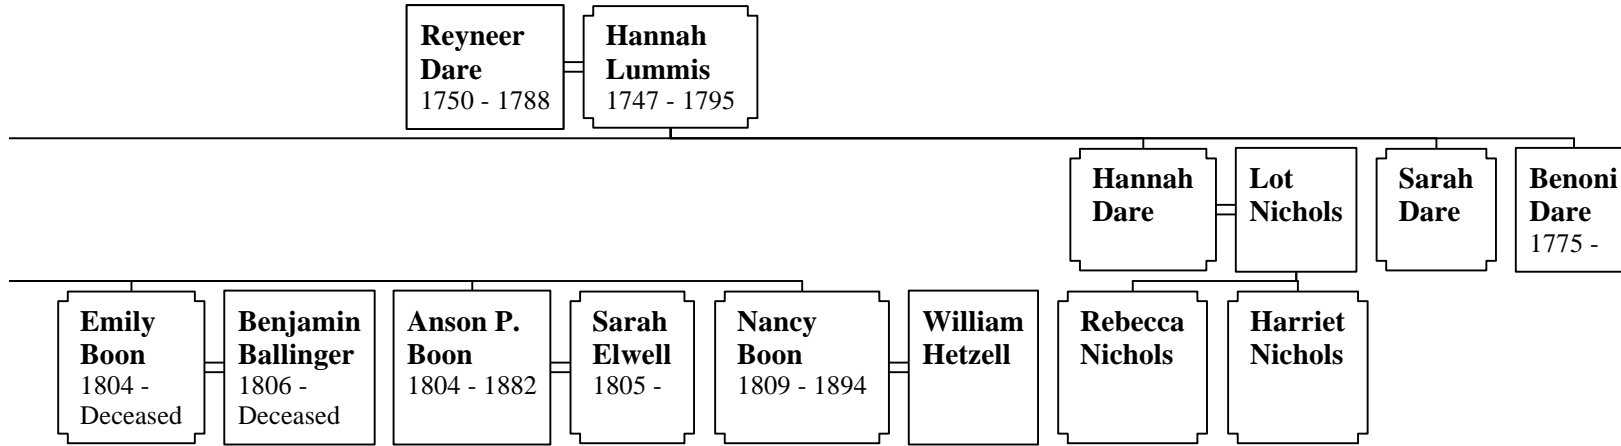 Reyneer
Dare
1750 - 1788
Hannah
Lummis
1747 - 1795
Hannah
Dare
Lot
Nichols
Sarah
Dare
Benoni
Dare
1775 -
Emily
Boon
1804 -
Deceased
Benjamin
Ballinger
1806 -
Deceased
Anson P.
Boon
1804 - 1882
Sarah
Elwell
1805 -
Nancy
Boon
1809 - 1894
William
Hetzell
Rebecca
Nichols
Harriet
Nichols